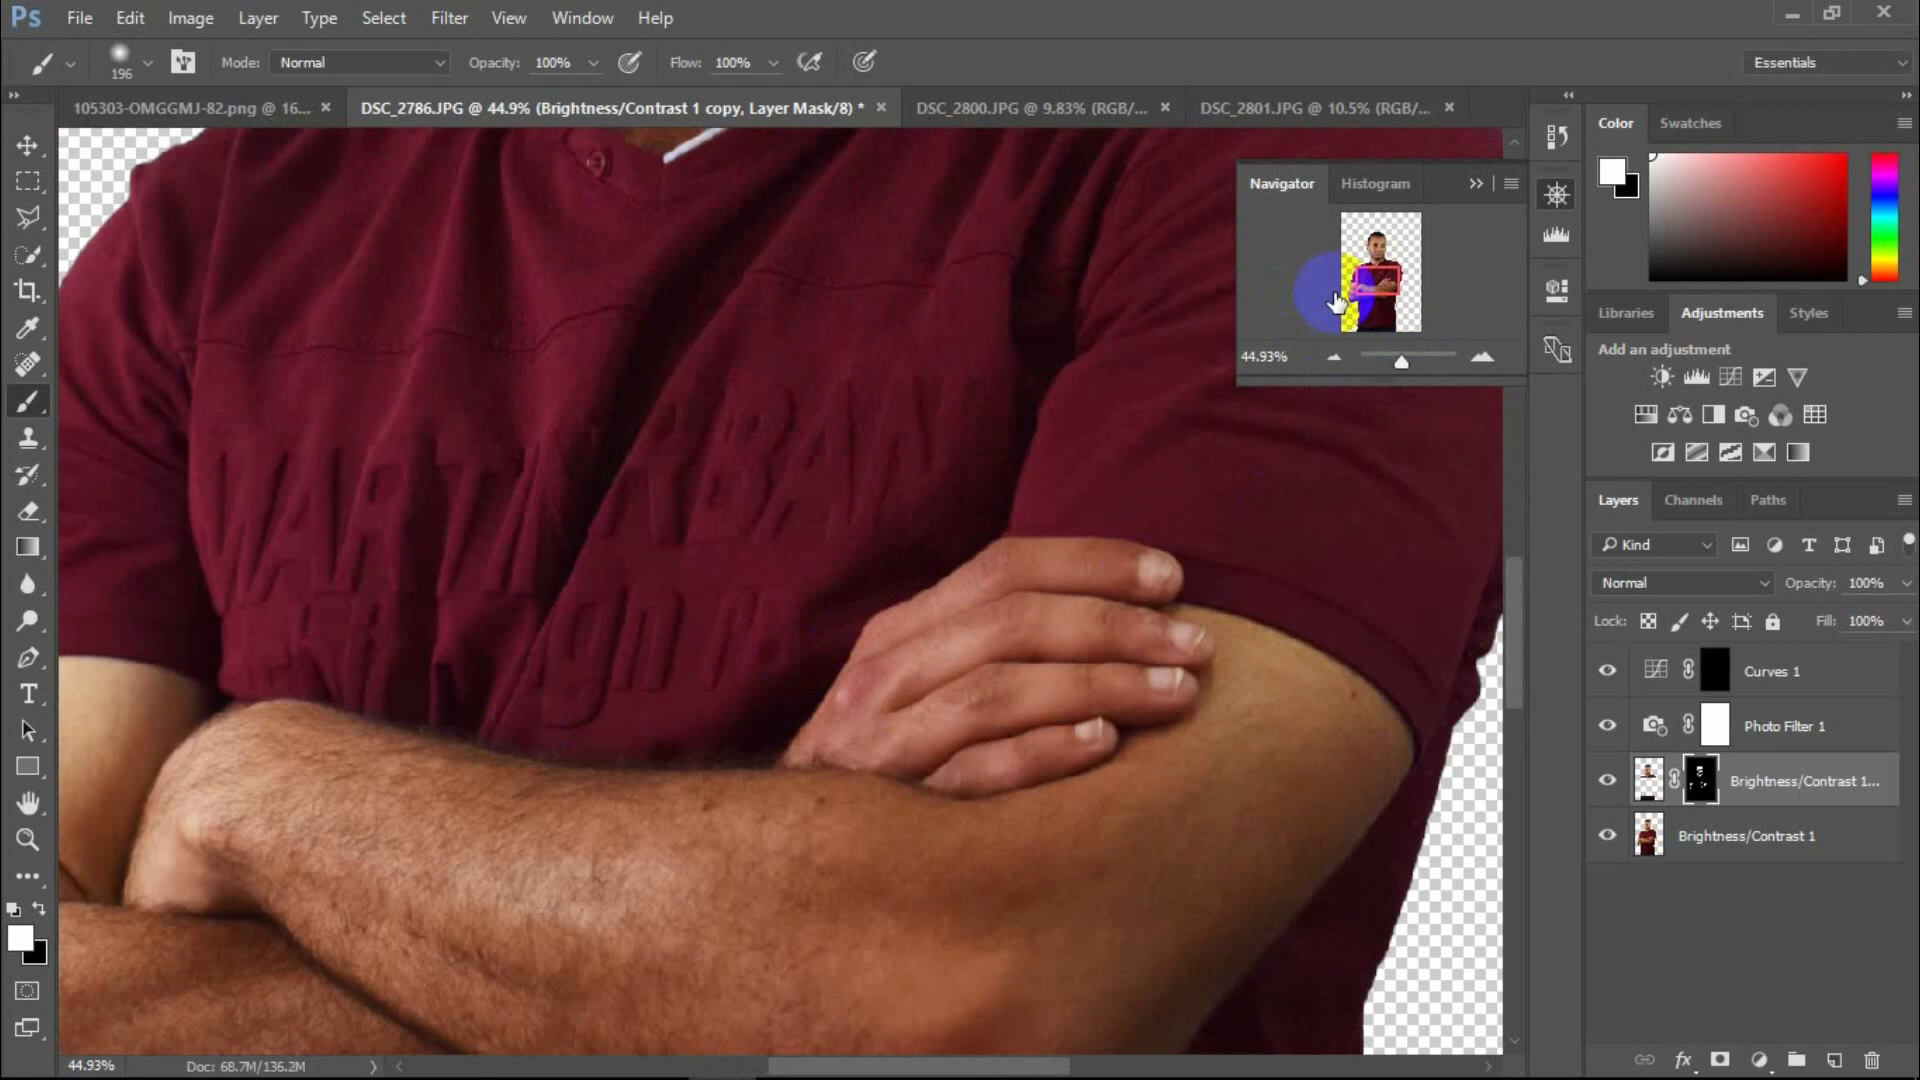 Ps File Edit Image Layer Type Select Filter View Window Help
196 Mode: Normal Opacity: 100% Flow: 100% Essentials
105303-OMGGMJ-82.png @ 16... × DSC_2786.JPG @ 44.9% (Brightness/Contrast 1 copy, Layer Mask/8) * × DSC_2800.JPG @ 9.83% (RGB/... × DSC_2801.JPG @ 10.5% (RGB/... ×
Color Swatches
Navigator Histogram
44.93%
Libraries Adjustments Styles
Add an adjustment
Layers Channels Paths
Kind
Normal Opacity: 100%
Lock: Fill: 100%
Curves 1
Photo Filter 1
Brightness/Contrast 1...
Brightness/Contrast 1
44.93% Doc: 68.7M/136.2M